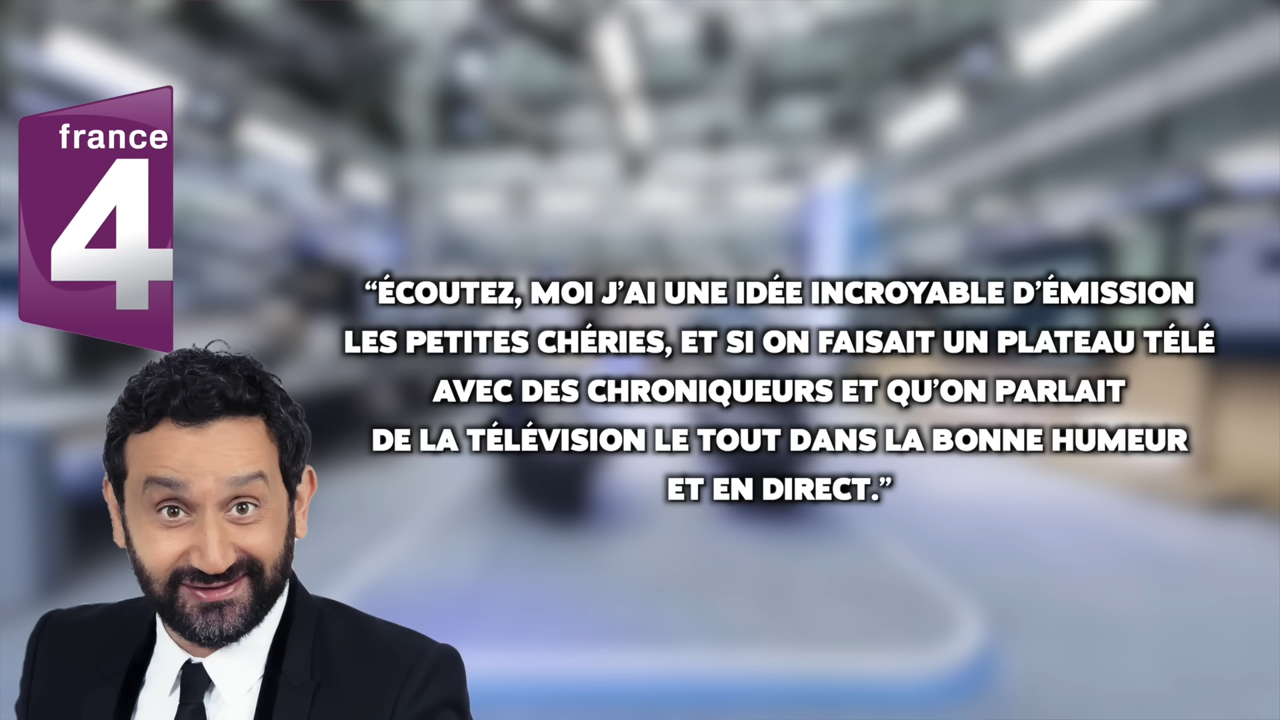 france
4
“ÉCOUTEZ, MOI J’AI UNE IDÉE INCROYABLE D’ÉMISSION
LES PETITES CHÉRIES, ET SI ON FAISAIT UN PLATEAU TÉLÉ
AVEC DES CHRONIQUEURS ET QU’ON PARLAIT
DE LA TÉLÉVISION LE TOUT DANS LA BONNE HUMEUR
ET EN DIRECT.”